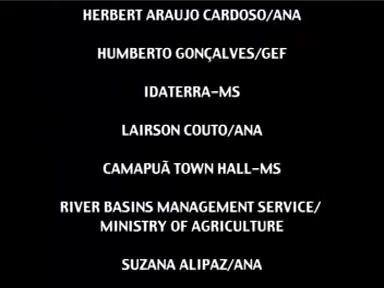 HERBERT ARAUJO CARDOSO/ANA
HUMBERTO GONÇALVES/GEF
IDATERRA-MS
LAIRSON COUTO/ANA
CAMAPUÃ TOWN HALL-MS
RIVER BASINS MANAGEMENT SERVICE/
MINISTRY OF AGRICULTURE
SUZANA ALIPAZ/ANA